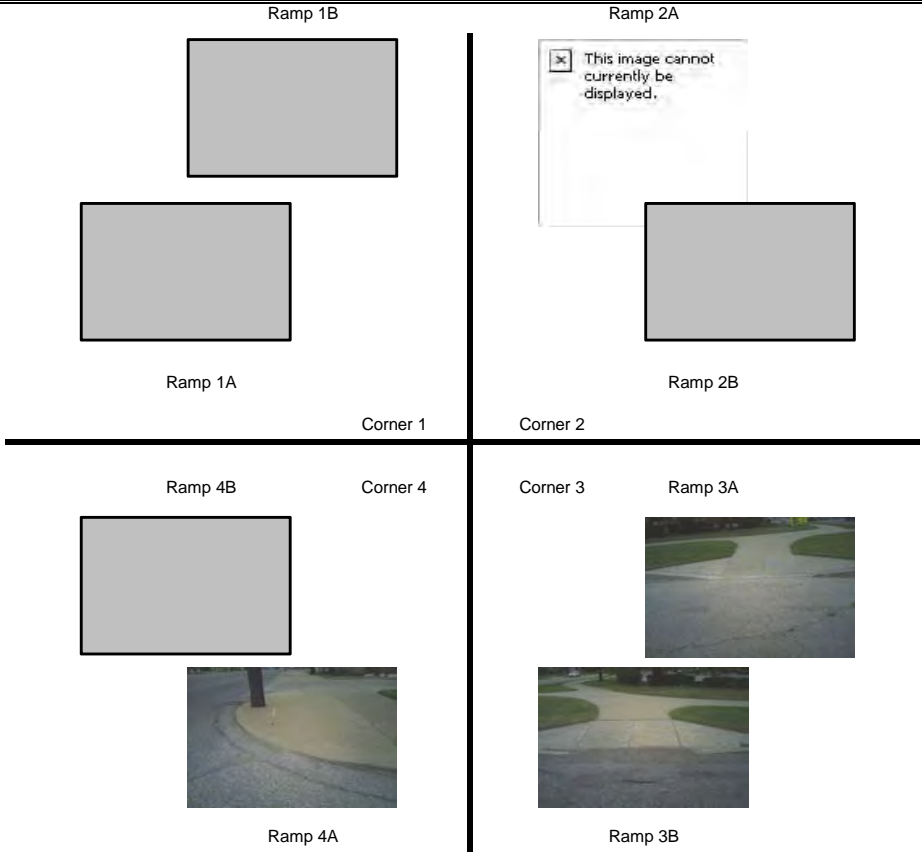 Ramp 1B
Ramp 2A
This image cannot
currently be
displayed.
Ramp 1A
Ramp 2B
Corner 1
Corner 2
Ramp 4B
Corner 4
Corner 3
Ramp 3A
Ramp 4A
Ramp 3B